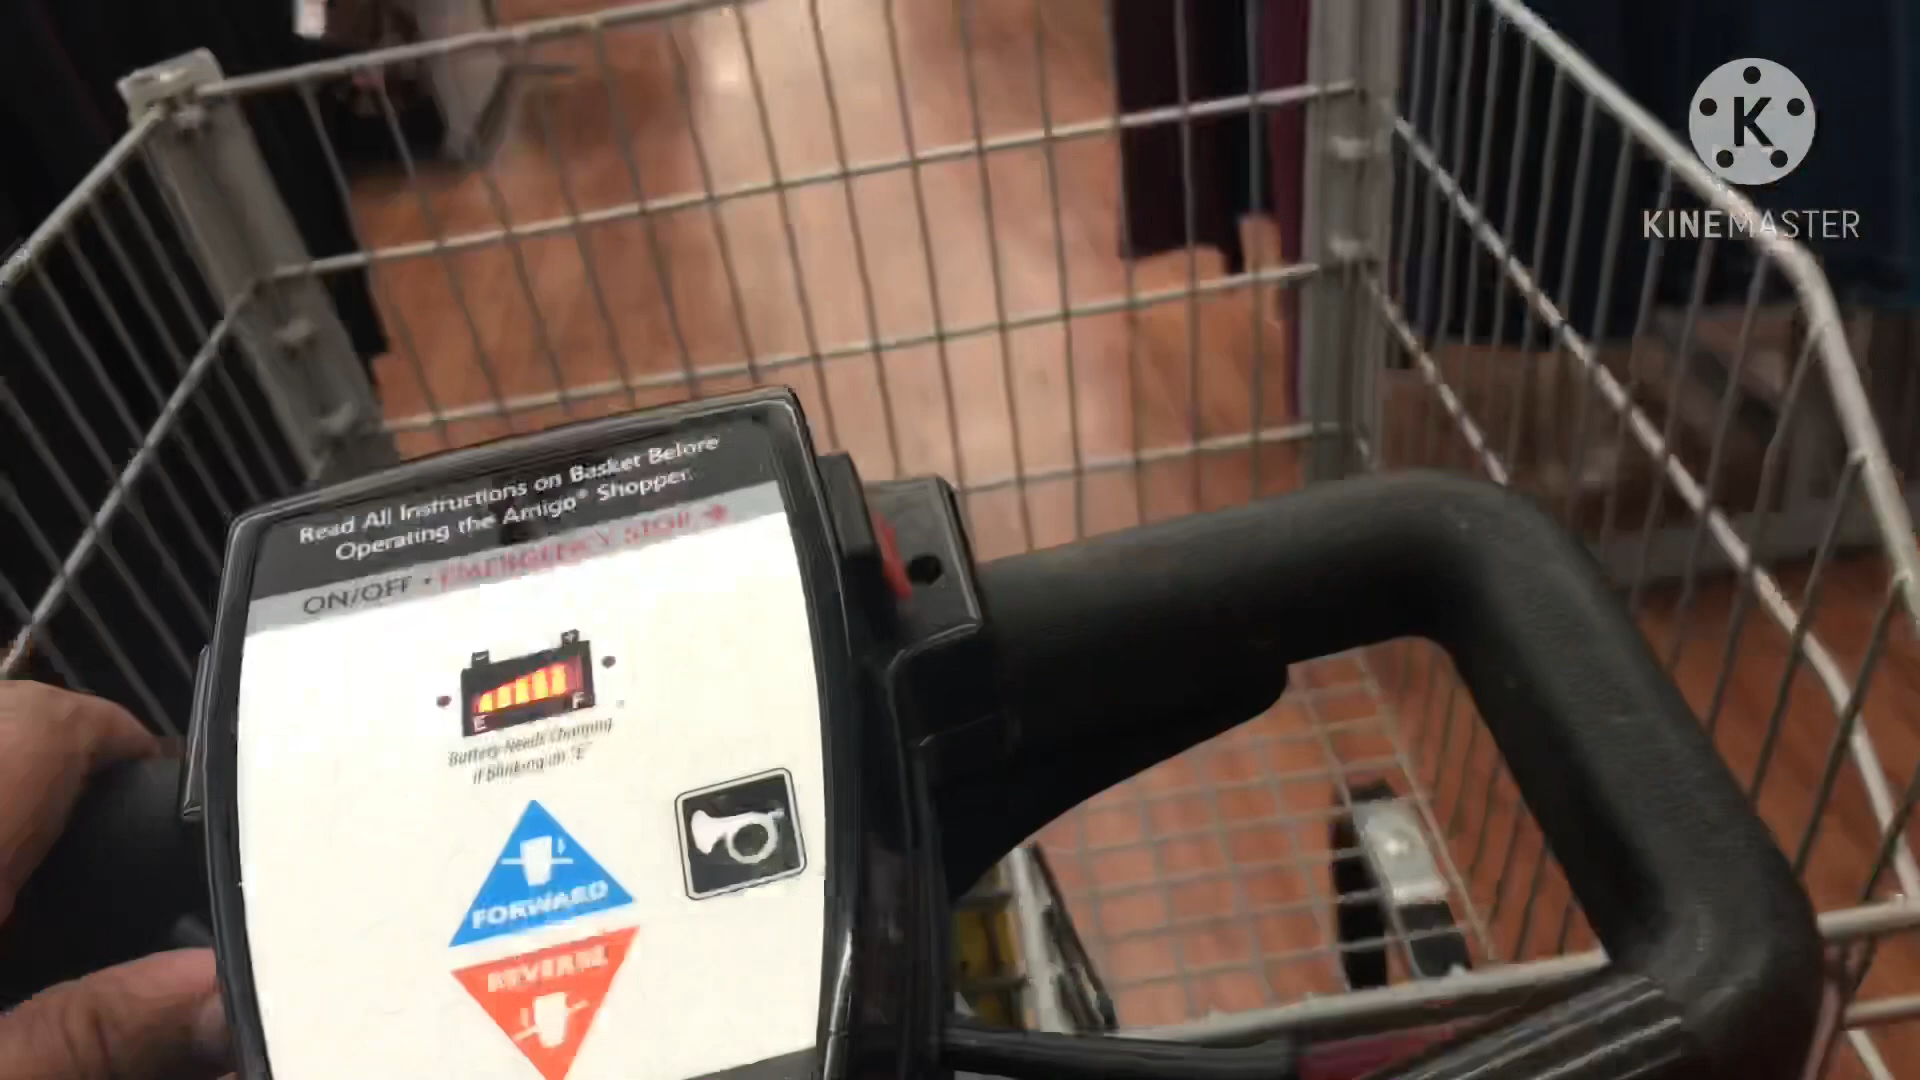 Read All Instructions on Basket Before
Operating the Amigo® Shopper.
ON/OFF • EMERGENCY STOP →
E F
Battery Needs Charging
if blinking on "E"
FORWARD
REVERSE
K
KINEMASTER